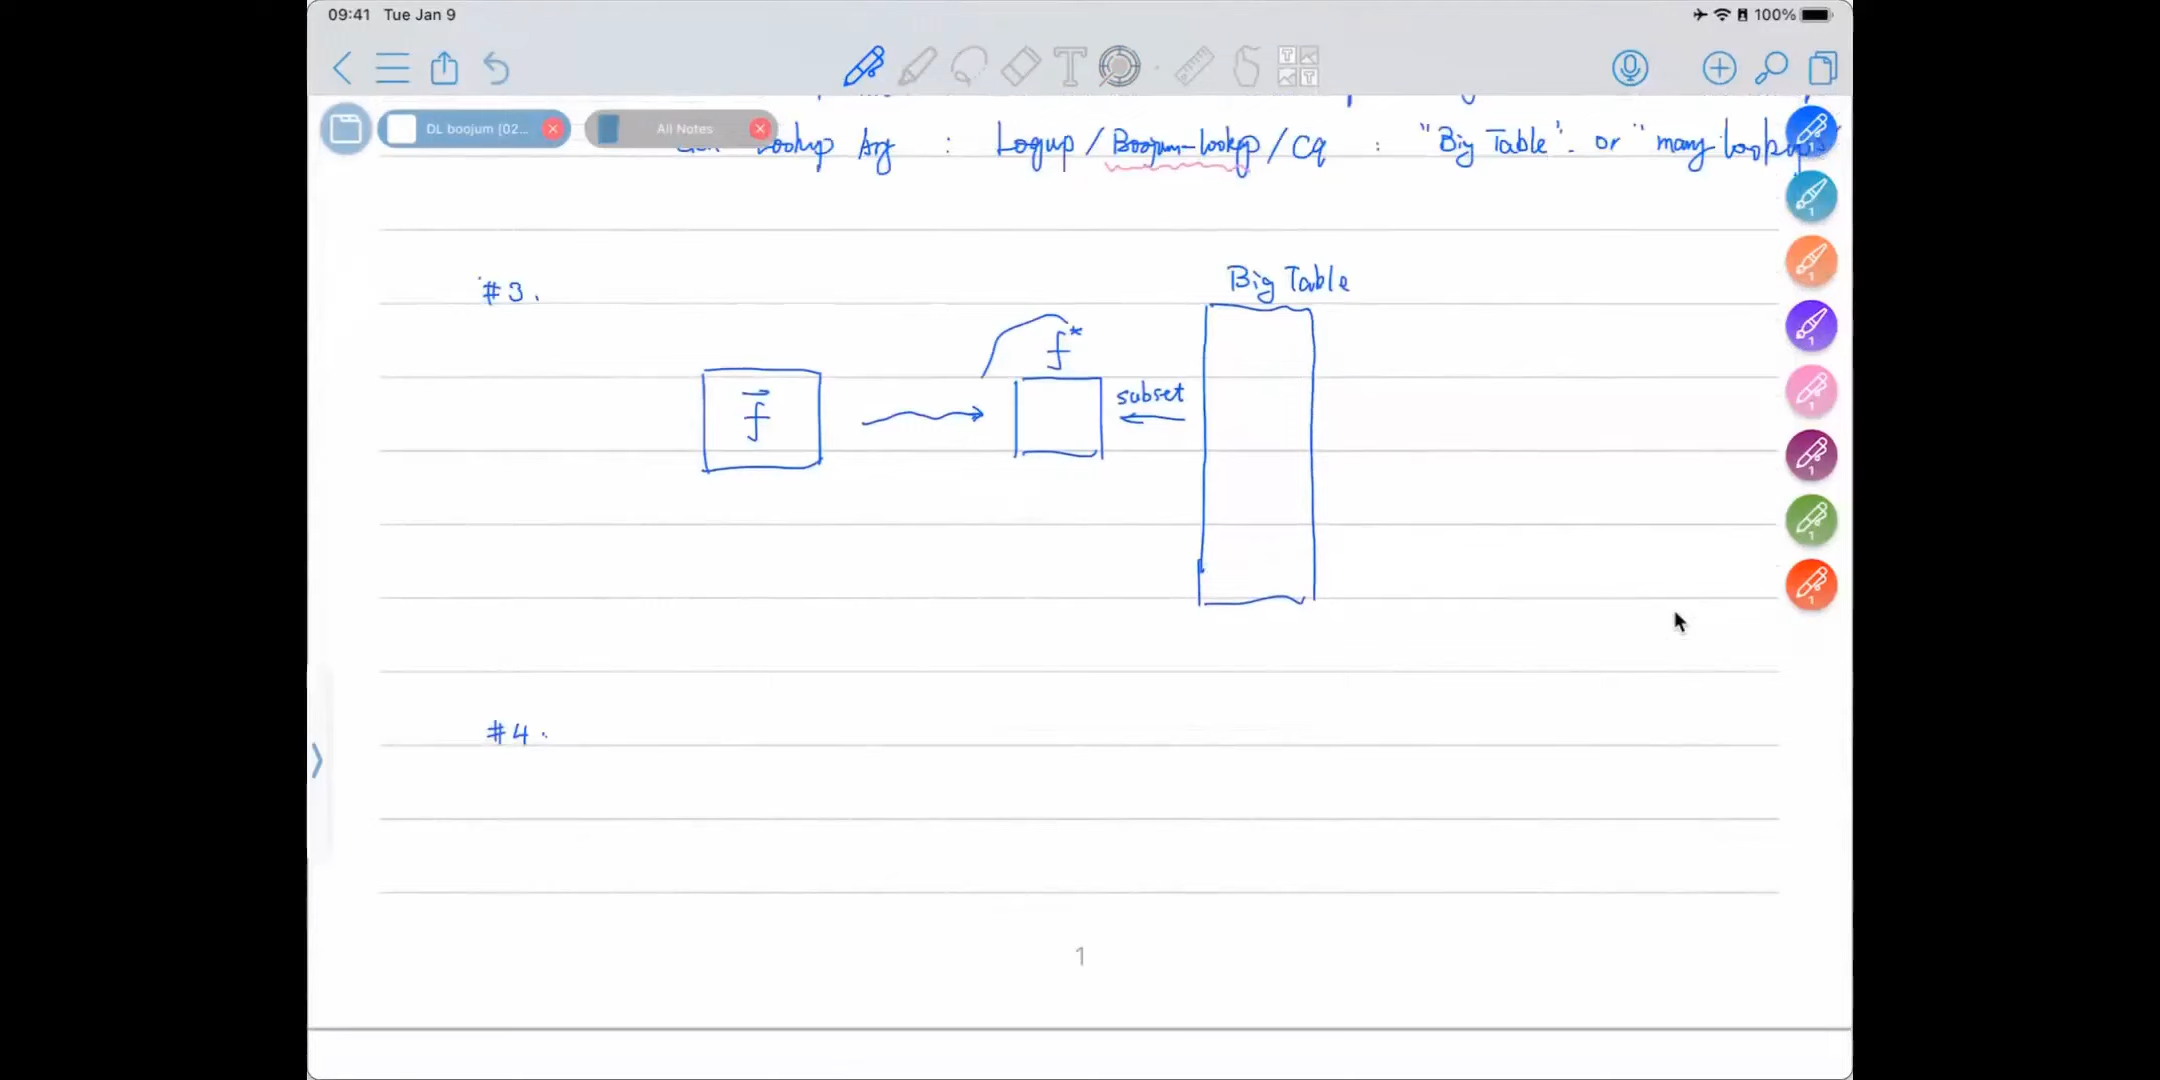 09:41 Tue Jan 9
100%
DL boojum [02...
All Notes
Lookup Arg : Logup / Boojum-lookup / Cq : "Big Table". or "many lookups"
#3.
Big Table
f*
subset
f
#4.
1